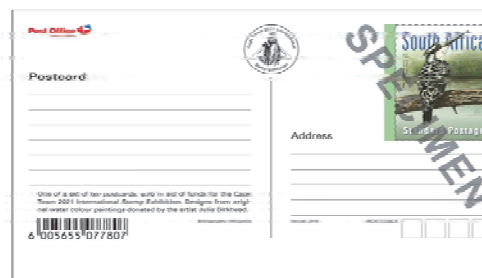 Post Office
Postcard
South Africa
Standard Postage
SPECIMEN
Address
One of a set of ten postcards, sold in aid of funds for the Cape
Town 2021 International Stamp Exhibition. Designs from origi-
nal water colour paintings donated by the artist Julia Birkhead.
6 005655 077807